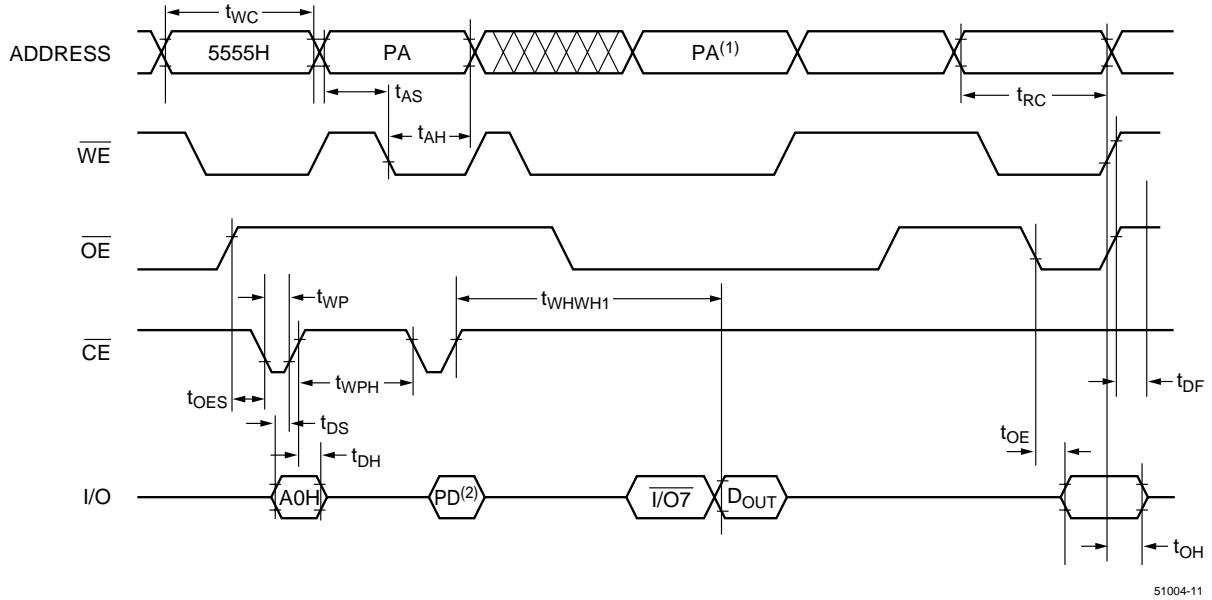 tWC
ADDRESS 5555H PA PA(1)
tAS tRC
tAH
WE
OE
tWP tWHWH1
CE
tWPH tDF
tOES
tDS tOE
tDH
I/O A0H PD(2) I/O7 DOUT
tOH
51004-11